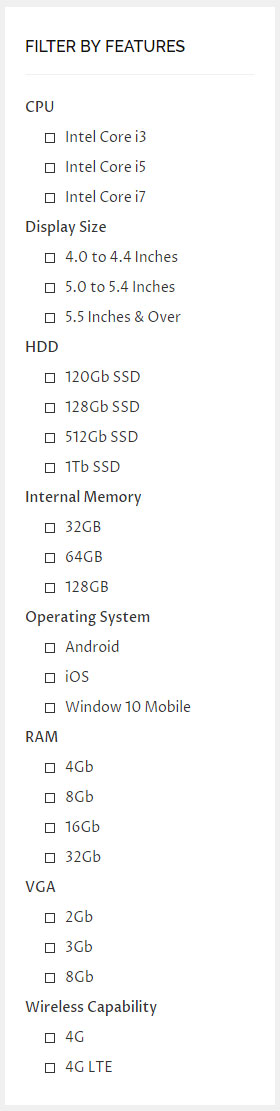 FILTER BY FEATURES
CPU
Intel Core i3
Intel Core i5
Intel Core i7
Display Size
4.0 to 4.4 Inches
5.0 to 5.4 Inches
5.5 Inches & Over
HDD
120Gb SSD
128Gb SSD
512Gb SSD
1Tb SSD
Internal Memory
32GB
64GB
128GB
Operating System
Android
iOS
Window 10 Mobile
RAM
4Gb
8Gb
16Gb
32Gb
VGA
2Gb
3Gb
8Gb
Wireless Capability
4G
4G LTE